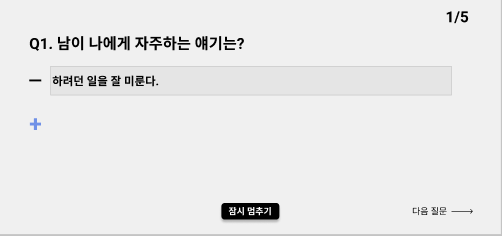 1/5
Q1. 남이 나에게 자주하는 얘기는?
하려던 일을 잘 미룬다.
잠시 멈추기
다음 질문